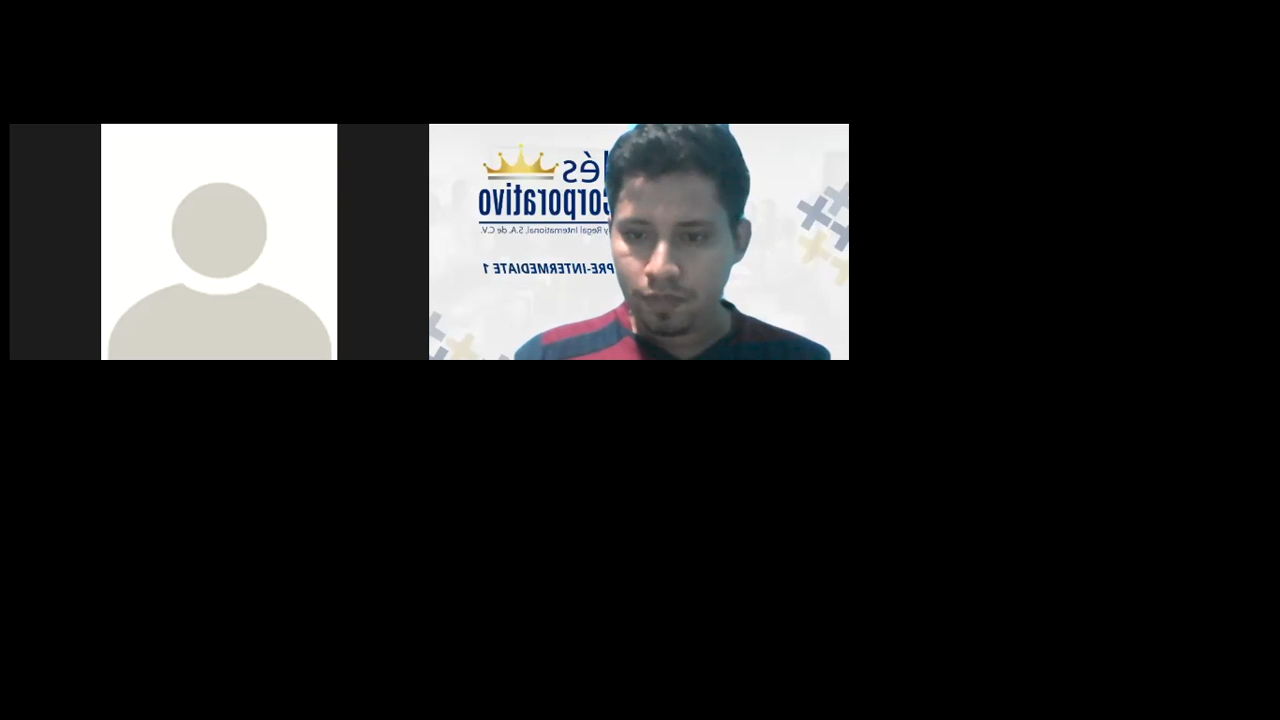 lés
Corporativo
y Regal International, S.A. de C.V.
PRE-INTERMEDIATE 1